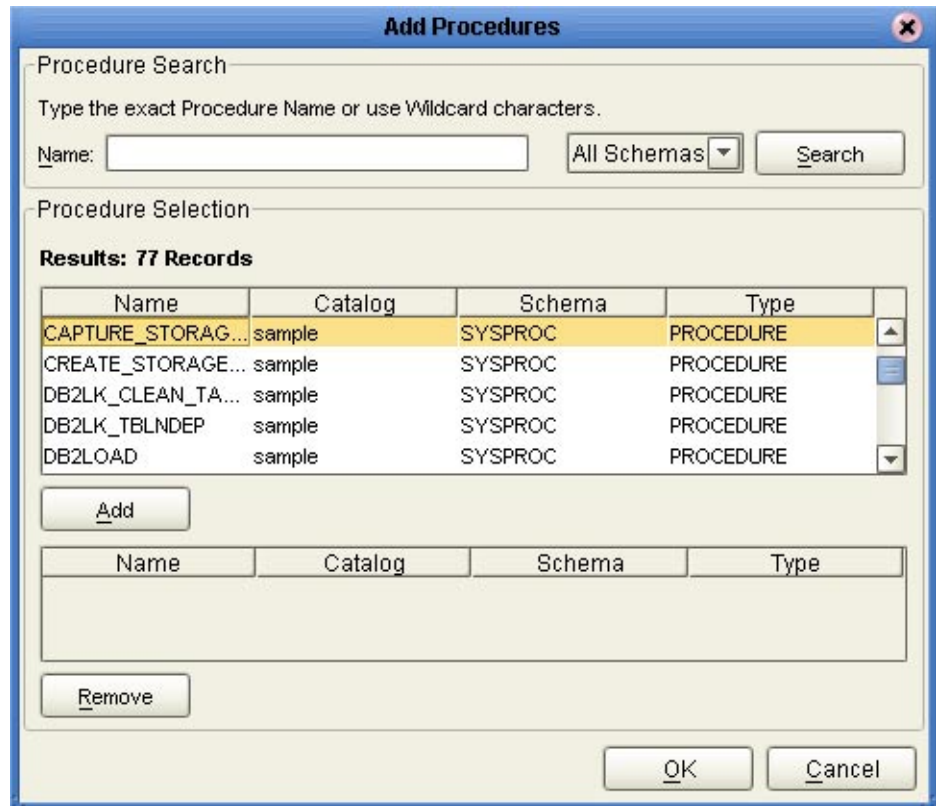 Add Procedures
Procedure Search
Type the exact Procedure Name or use Wildcard characters.
Name: All Schemas Search
Procedure Selection
Results: 77 Records
Name Catalog Schema Type
CAPTURE_STORAG... sample SYSPROC PROCEDURE
CREATE_STORAGE... sample SYSPROC PROCEDURE
DB2LK_CLEAN_TA... sample SYSPROC PROCEDURE
DB2LK_TBLNDEP sample SYSPROC PROCEDURE
DB2LOAD sample SYSPROC PROCEDURE
Add
Name Catalog Schema Type
Remove
OK Cancel